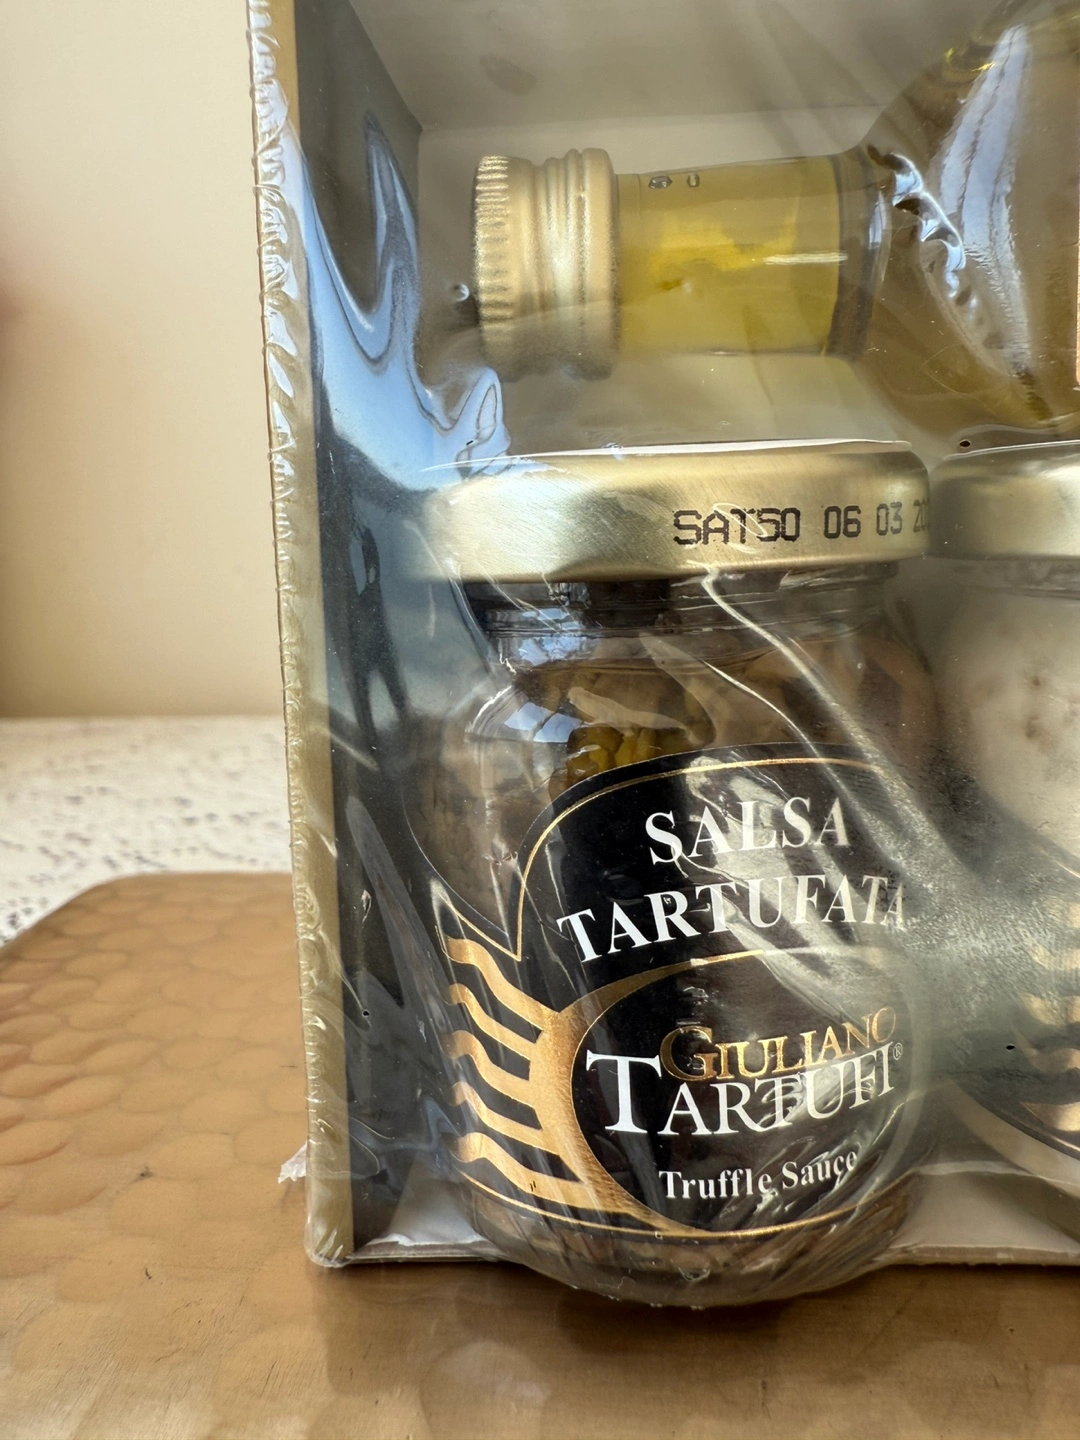 SAT50 06 03
SALSA
TARTUFATA
GIULIANO
TARTUFI®
Truffle Sauce